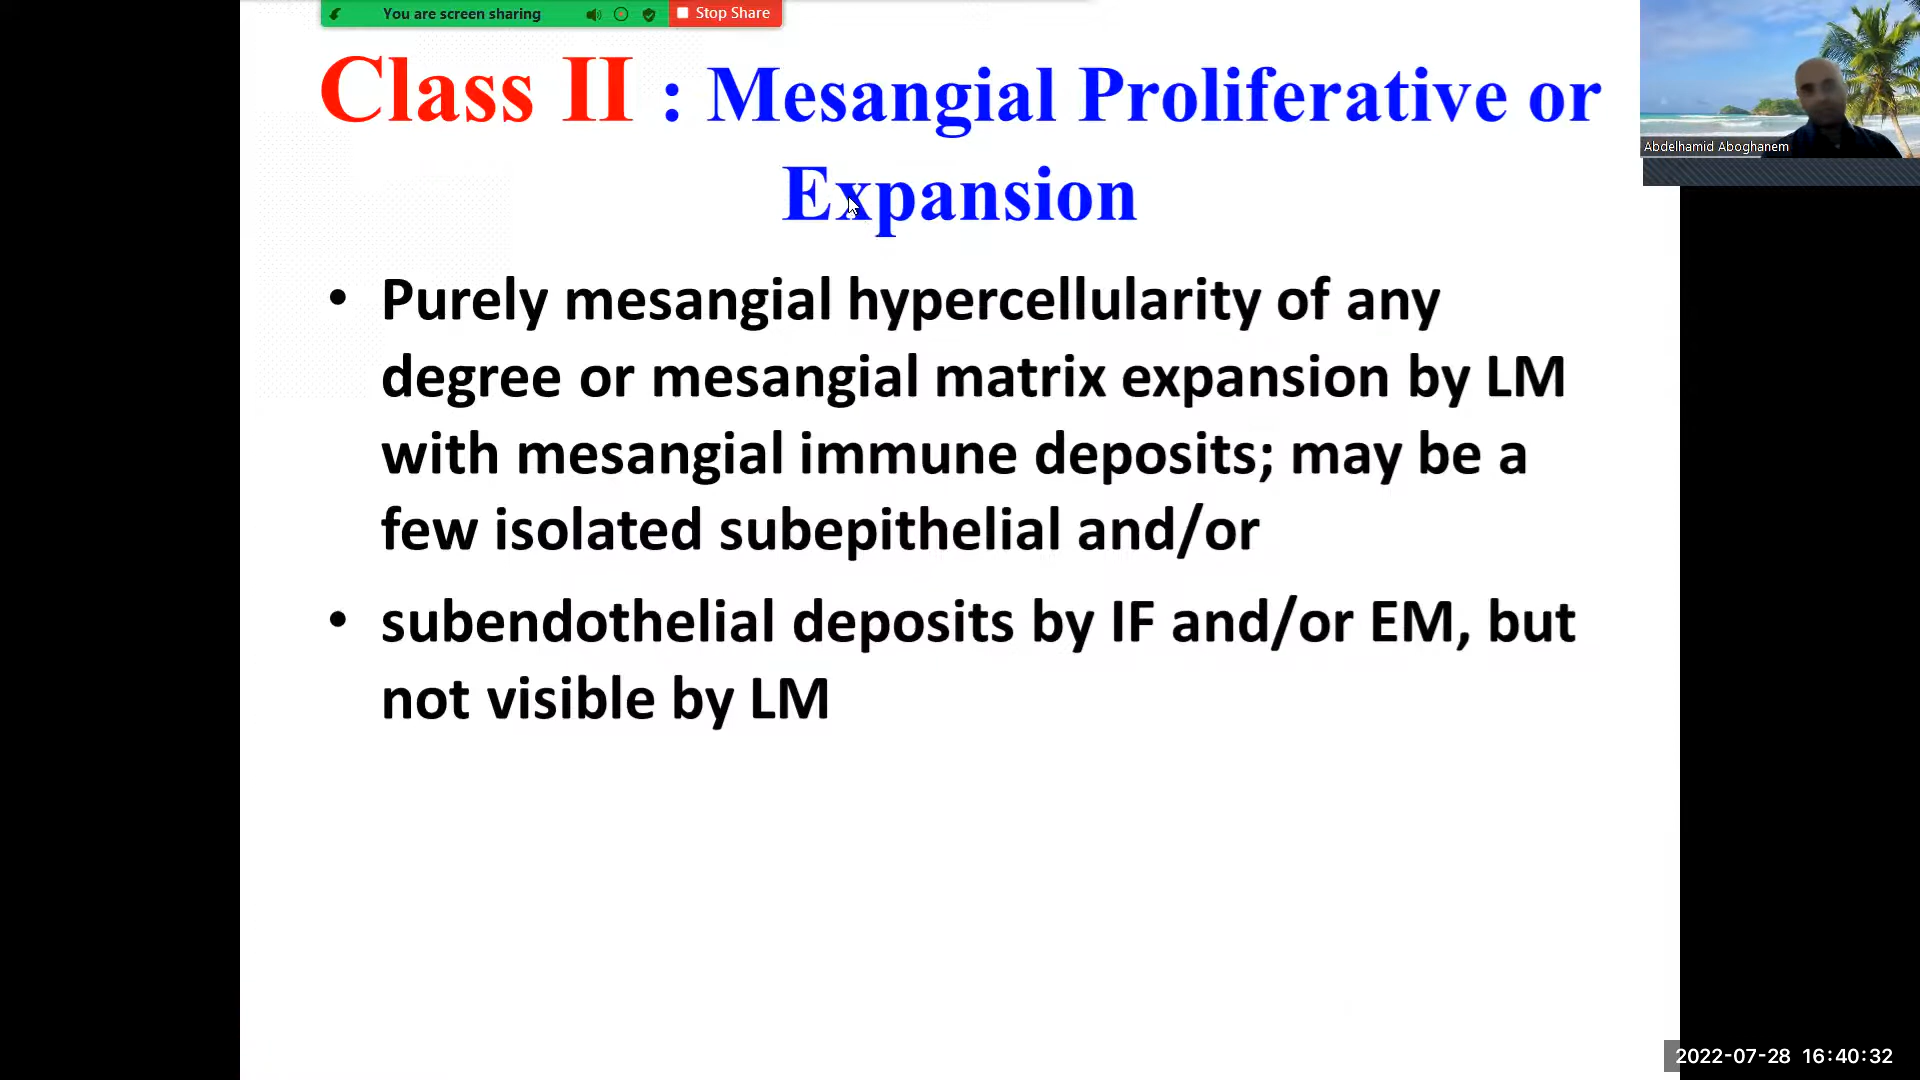 You are screen sharing
Stop Share
Class II : Mesangial Proliferative or
Expansion
Abdelhamid Aboghanem
• Purely mesangial hypercellularity of any
degree or mesangial matrix expansion by LM
with mesangial immune deposits; may be a
few isolated subepithelial and/or
• subendothelial deposits by IF and/or EM, but
not visible by LM
2022-07-28 16:40:32